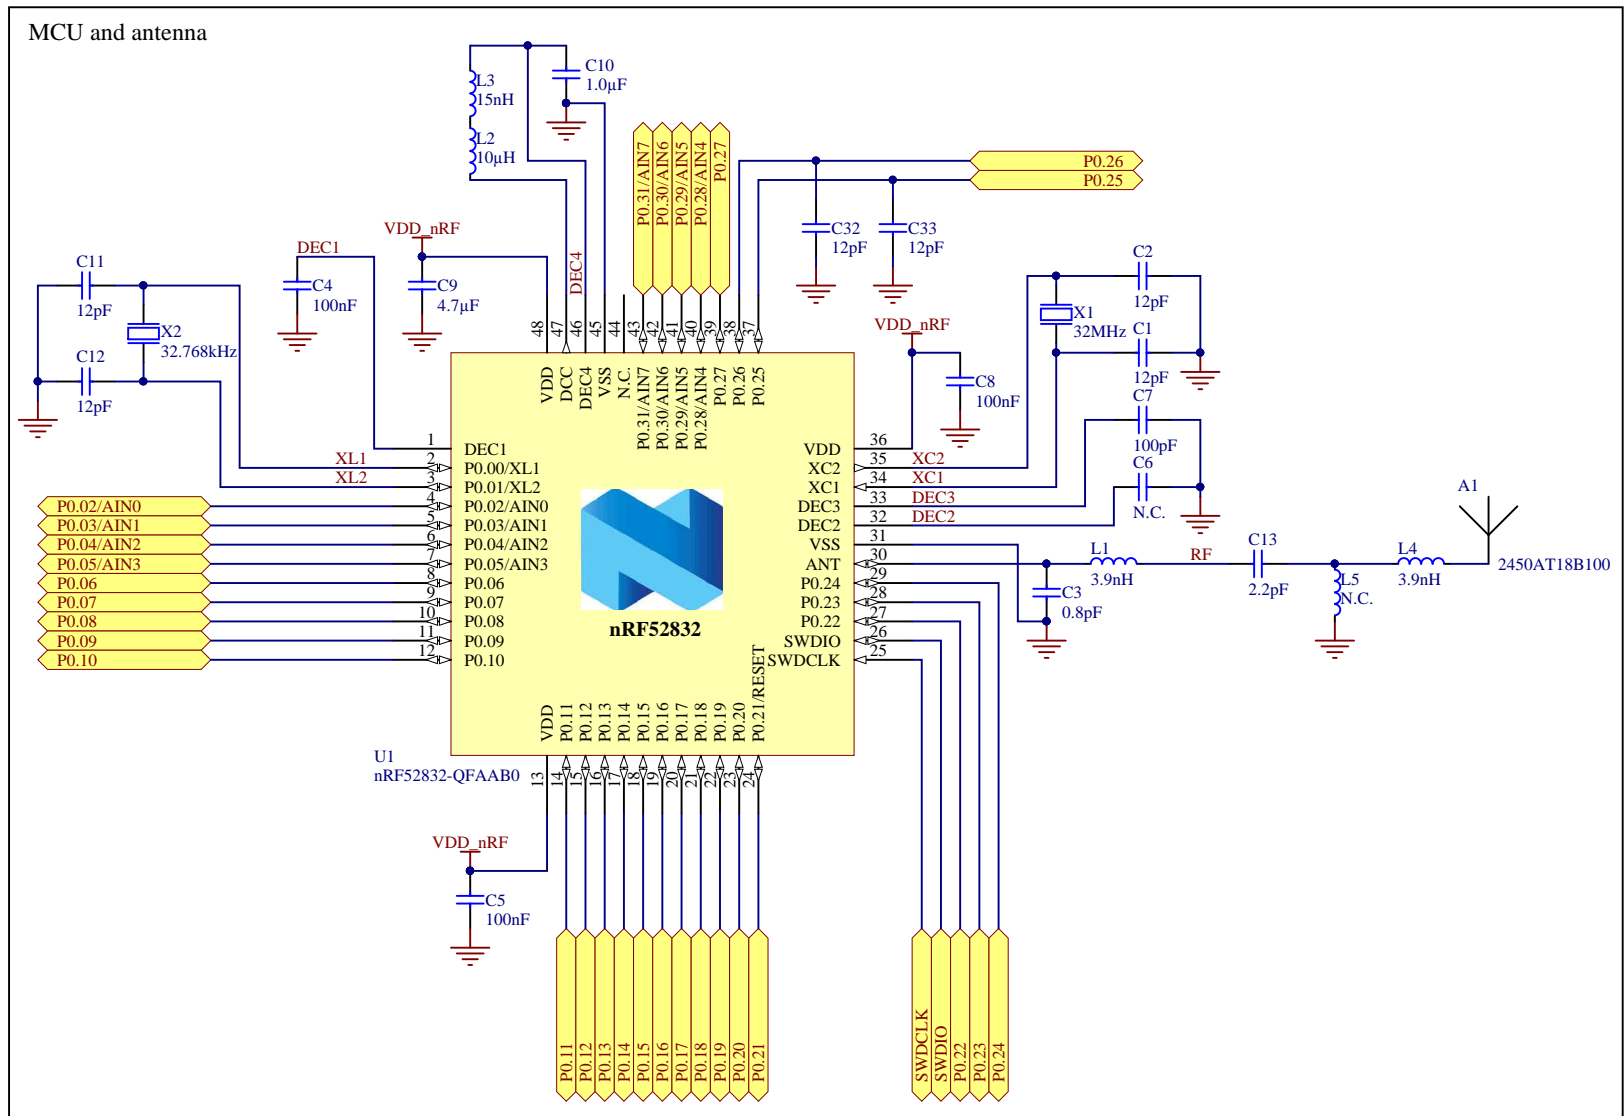 MCU and antenna
L3
15nH
L2
10µH
C10
1.0µF
P0.31/AIN7
P0.30/AIN6
P0.29/AIN5
P0.28/AIN4
P0.27
P0.26
P0.25
C32
12pF
C33
12pF
VDD_nRF
DEC1
DEC4
C4
100nF
C9
4.7µF
C11
12pF
X2
32.768kHz
C12
12pF
C2
12pF
X1
32MHz
C1
12pF
VDD_nRF
C8
100nF
C7
100pF
C6
N.C.
48
47
46
45
44
43
42
41
40
39
38
37
VDD
DCC
DEC4
VSS
N.C.
P0.31/AIN7
P0.30/AIN6
P0.29/AIN5
P0.28/AIN4
P0.27
P0.26
P0.25
1 DEC1
XL1 2 P0.00/XL1
XL2 3 P0.01/XL2
P0.02/AIN0 4 P0.02/AIN0
P0.03/AIN1 5 P0.03/AIN1
P0.04/AIN2 6 P0.04/AIN2
P0.05/AIN3 7 P0.05/AIN3
P0.06 8 P0.06
P0.07 9 P0.07
P0.08 10 P0.08
P0.09 11 P0.09
P0.10 12 P0.10
nRF52832
VDD 36
XC2 35 XC2
XC1 34 XC1
DEC3 33 DEC3
DEC2 32 DEC2
VSS 31
ANT 30
P0.24 29
P0.23 28
P0.22 27
SWDIO 26
SWDCLK 25
A1
L1
3.9nH
RF
C13
2.2pF
L4
3.9nH
2450AT18B100
C3
0.8pF
L5
N.C.
VDD
P0.11
P0.12
P0.13
P0.14
P0.15
P0.16
P0.17
P0.18
P0.19
P0.20
P0.21/RESET
U1
nRF52832-QFAAB0
13
14
15
16
17
18
19
20
21
22
23
24
VDD_nRF
C5
100nF
P0.11
P0.12
P0.13
P0.14
P0.15
P0.16
P0.17
P0.18
P0.19
P0.20
P0.21
SWDCLK
SWDIO
P0.22
P0.23
P0.24